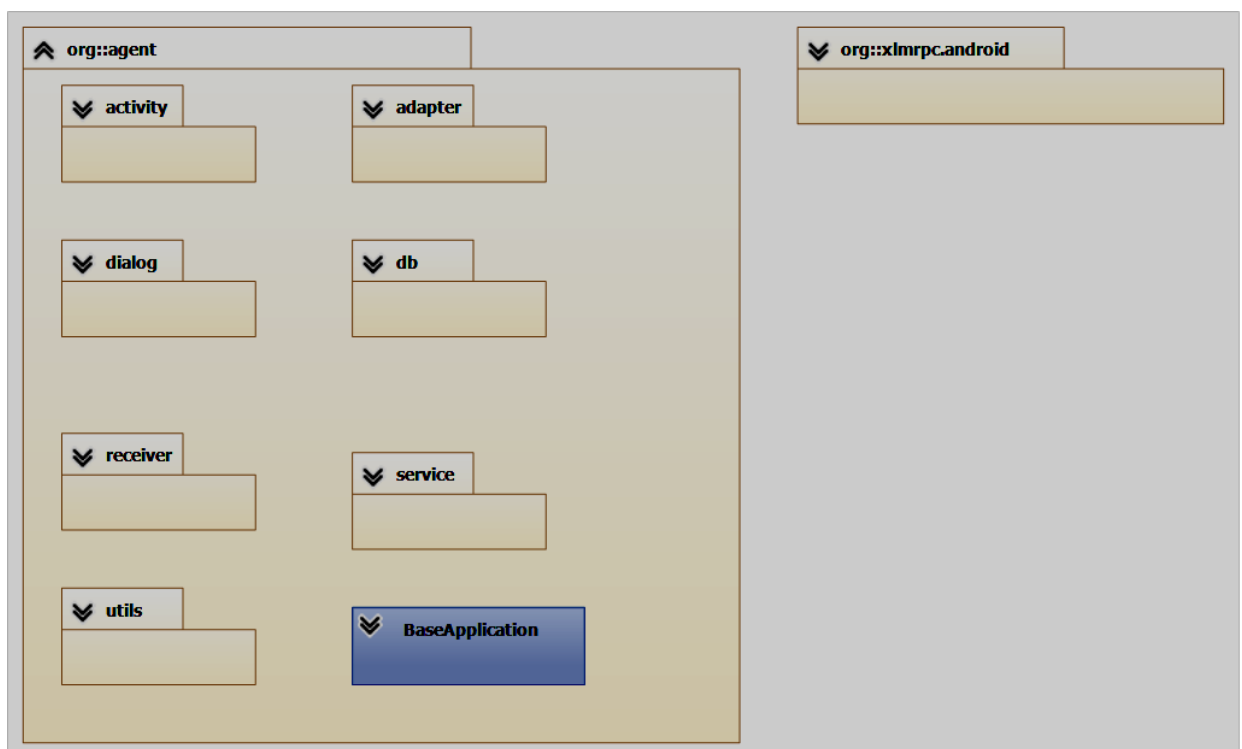 org::agent
org::xlmrpc.android
activity
adapter
dialog
db
receiver
service
utils
BaseApplication